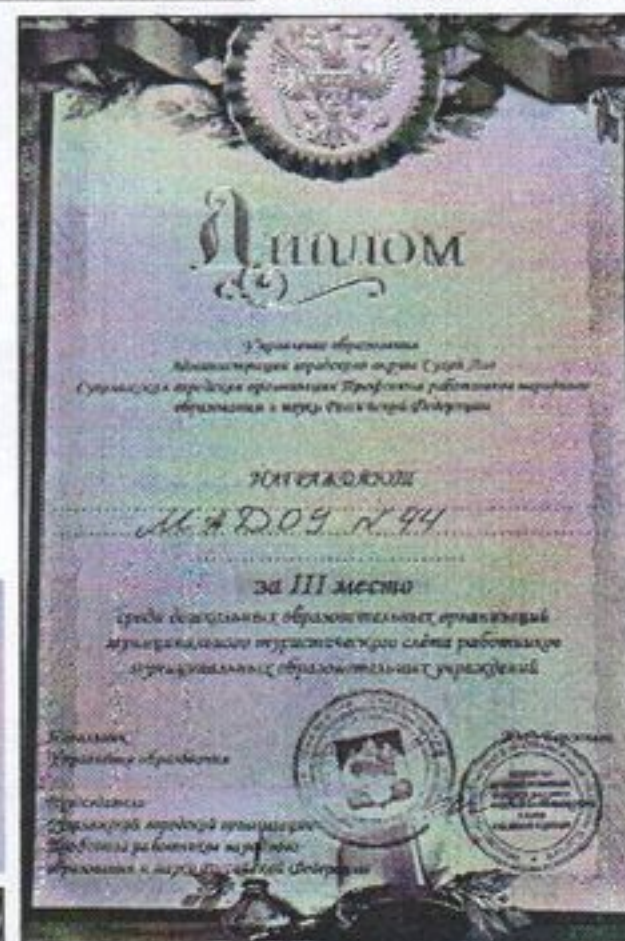 Диплом
Управление образования
Администрации городского округа Сухой Лог
Сухоложская городская организация Профсоюза работников народного
образования и науки Российской Федерации
НАГРАЖДАЮТ
МАДОУ N 44
за III место
среди дошкольных образовательных организаций
муниципального туристического слёта работников
муниципальных образовательных учреждений
Начальник
Управления образования
Председатель
Сухоложской городской организации
Профсоюза работников народного
образования и науки Российской Федерации